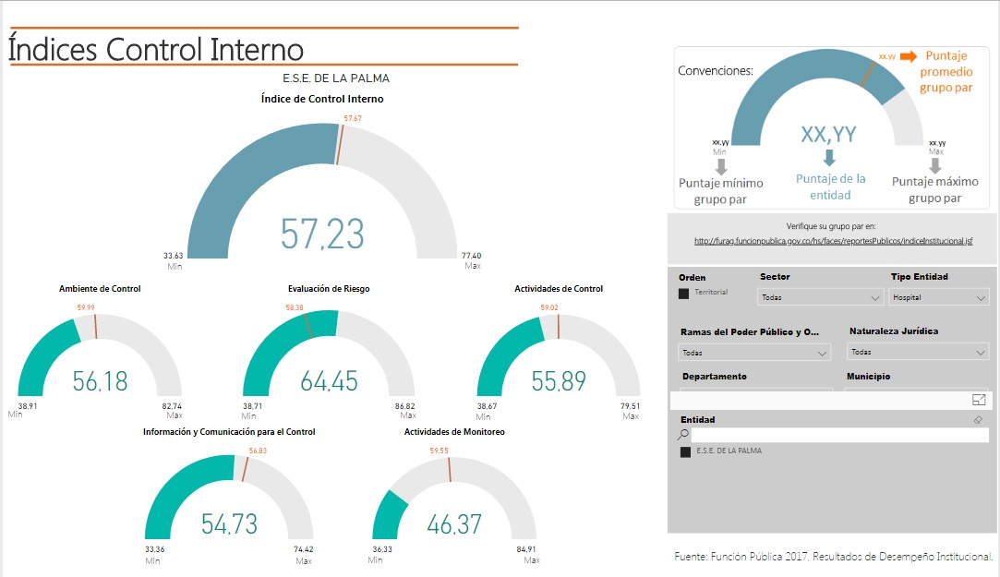 Índices Control Interno
E.S.E. DE LA PALMA
Índice de Control Interno
57,67
57,23
33,63
Min
77,40
Max
Ambiente de Control
59,99
56,18
38,91
Min
82,74
Max
Evaluación de Riesgo
58,38
64,45
38,71
Min
86,82
Max
Actividades de Control
59,02
55,89
38,67
Min
79,51
Max
Información y Comunicación para el Control
56,83
54,73
33,36
Min
74,42
Max
Actividades de Monitoreo
59,55
46,37
36,33
Min
84,91
Max
Convenciones:
xx.yy
Puntaje
promedio
grupo par
XX,YY
xx.yy
Min
xx.yy
Max
Puntaje mínimo
grupo par
Puntaje de la
entidad
Puntaje máximo
grupo par
Verifique su grupo par en:
http://furag.funcionpublica.gov.co/hs/faces/reportesPublicos/indiceInstitucional.jsf
Orden
Territorial
Sector
Todas
Tipo Entidad
Hospital
Ramas del Poder Público y O...
Todas
Naturaleza Jurídica
Todas
Departamento
Municipio
Entidad
E.S.E. DE LA PALMA
Fuente: Función Pública 2017, Resultados de Desempeño Institucional.